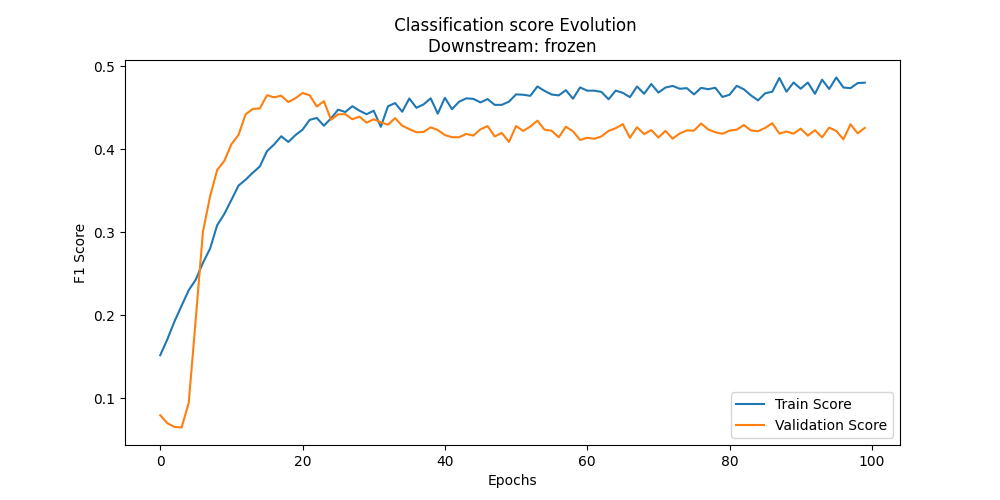 Classification score Evolution
Downstream: frozen
F1 Score
0.5
0.4
0.3
0.2
0.1
0
20
40
60
80
100
Epochs
Train Score
Validation Score